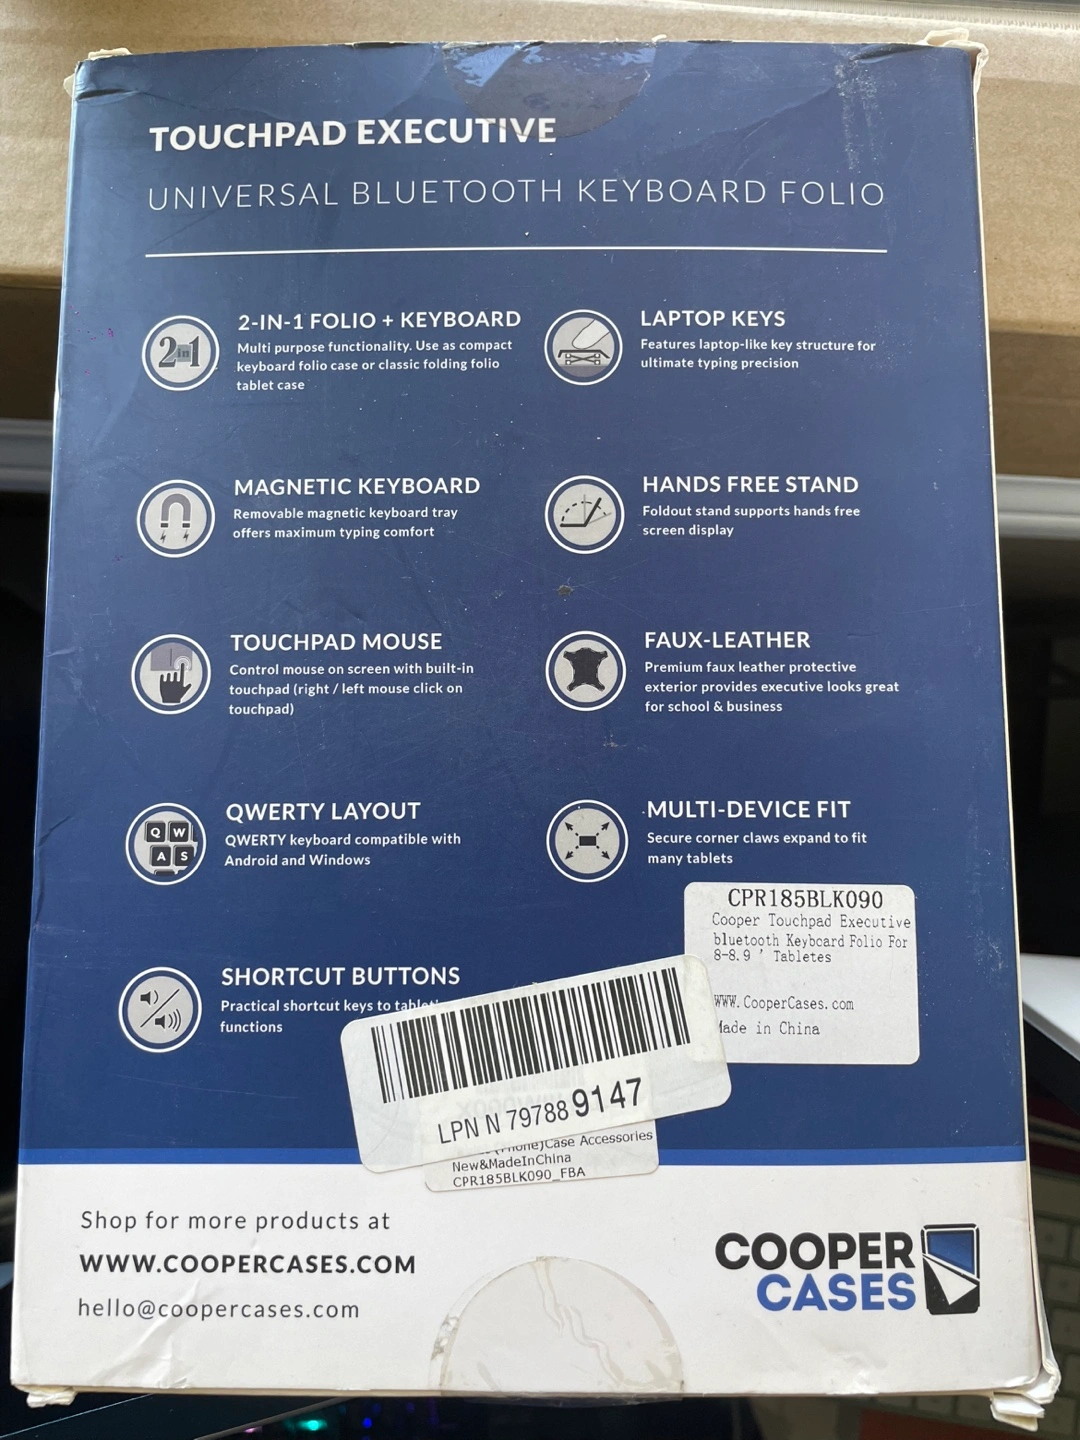 TOUCHPAD EXECUTIVE
UNIVERSAL BLUETOOTH KEYBOARD FOLIO
2in1
2-IN-1 FOLIO + KEYBOARD
Multi purpose functionality. Use as compact
keyboard folio case or classic folding folio
tablet case
LAPTOP KEYS
Features laptop-like key structure for
ultimate typing precision
MAGNETIC KEYBOARD
Removable magnetic keyboard tray
offers maximum typing comfort
HANDS FREE STAND
Foldout stand supports hands free
screen display
TOUCHPAD MOUSE
Control mouse on screen with built-in
touchpad (right / left mouse click on
touchpad)
FAUX-LEATHER
Premium faux leather protective
exterior provides executive looks great
for school & business
Q W
A S
QWERTY LAYOUT
QWERTY keyboard compatible with
Android and Windows
MULTI-DEVICE FIT
Secure corner claws expand to fit
many tablets
SHORTCUT BUTTONS
Practical shortcut keys to
functions
CPR185BLK090
Cooper Touchpad Executive
bluetooth Keyboard Folio For
8-8.9 ' Tabletes
www.CooperCases.com
Made in China
LPN N 797889147
Case Accessories
New&MadeInChina
CPR185BLK090_FBA
Shop for more products at
WWW.COOPERCASES.COM
hello@coopercases.com
COOPER
CASES